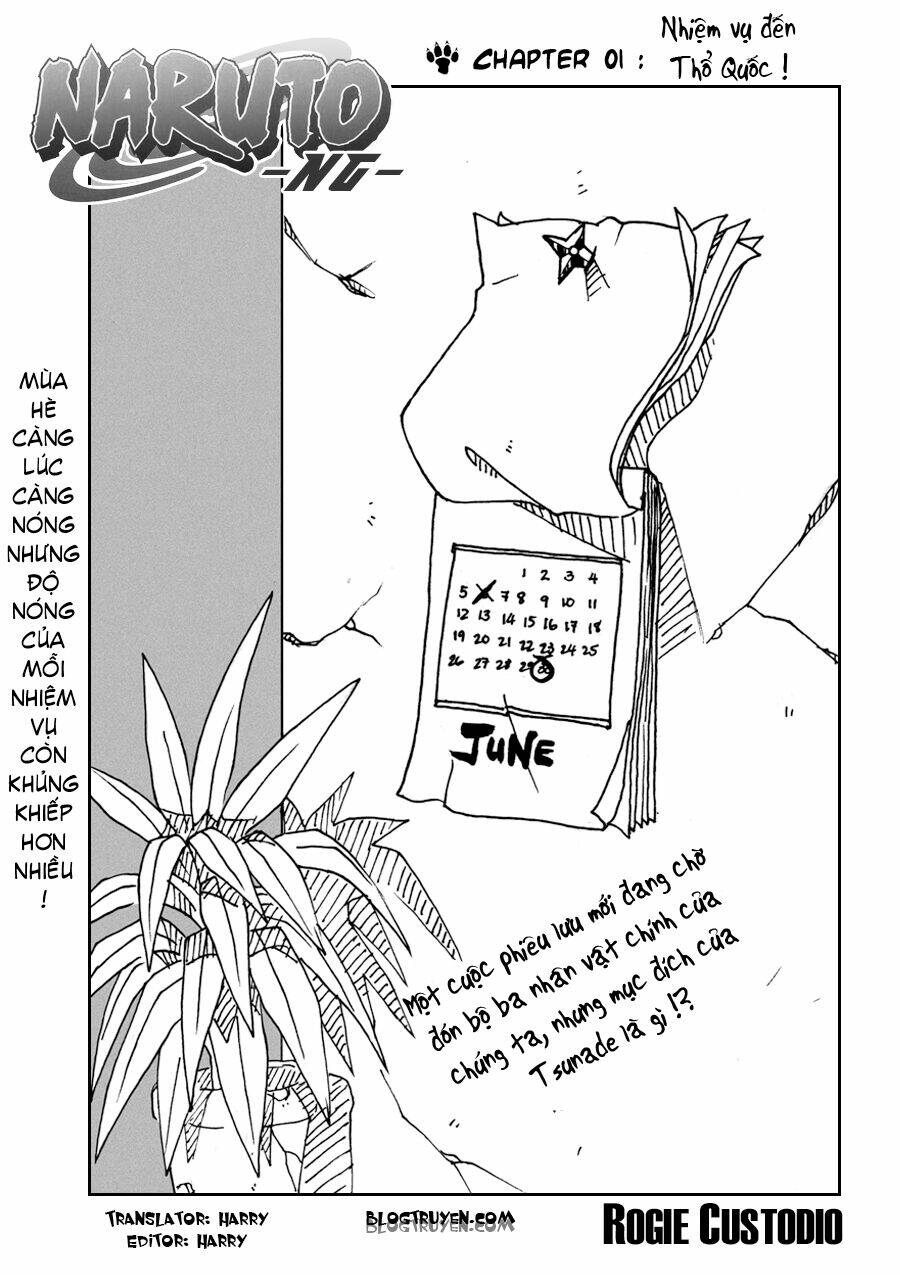 NARUTO
-NG-
CHAPTER 01 :
Nhiệm vụ đến
Thổ Quốc !
MÙA
HÈ
CÀNG
LÚC
CÀNG
NÓNG
NHƯNG
ĐỘ
NÓNG
CỦA
MỖI
NHIỆM
VỤ
CÒN
KHỦNG
KHIẾP
HƠN
NHIỀU
!
1 2 3 4
5 6 7 8 9 10 11
12 13 14 15 16 17 18
19 20 21 22 23 24 25
26 27 28 29 30
JUNE
Một cuộc phiêu lưu mới đang chờ
đón bộ ba nhân vật chính của
chúng ta, nhưng mục đích của
Tsunade là gì !?
TRANSLATOR: HARRY
EDITOR: HARRY
BLOGTRUYEN.COM
BLOGTRUYEN.COM
ROGIE CUSTODIO